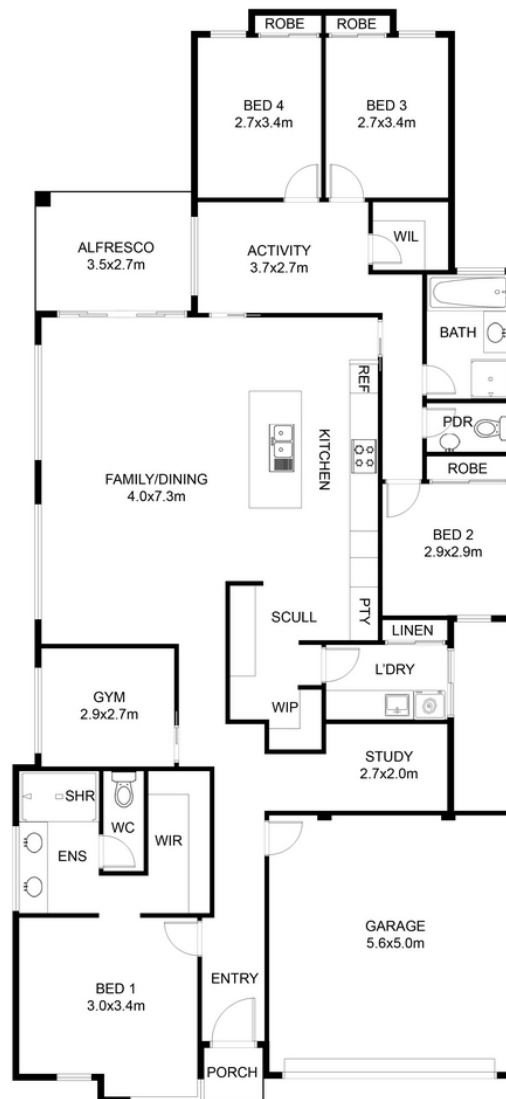 ROBE
ROBE
BED 4
2.7x3.4m
BED 3
2.7x3.4m
ALFRESCO
3.5x2.7m
ACTIVITY
3.7x2.7m
WIL
BATH
REF
PDR
KITCHEN
ROBE
FAMILY/DINING
4.0x7.3m
BED 2
2.9x2.9m
PTY
SCULL
LINEN
L'DRY
GYM
2.9x2.7m
WIP
STUDY
2.7x2.0m
SHR
WC
WIR
ENS
GARAGE
5.6x5.0m
BED 1
3.0x3.4m
ENTRY
PORCH